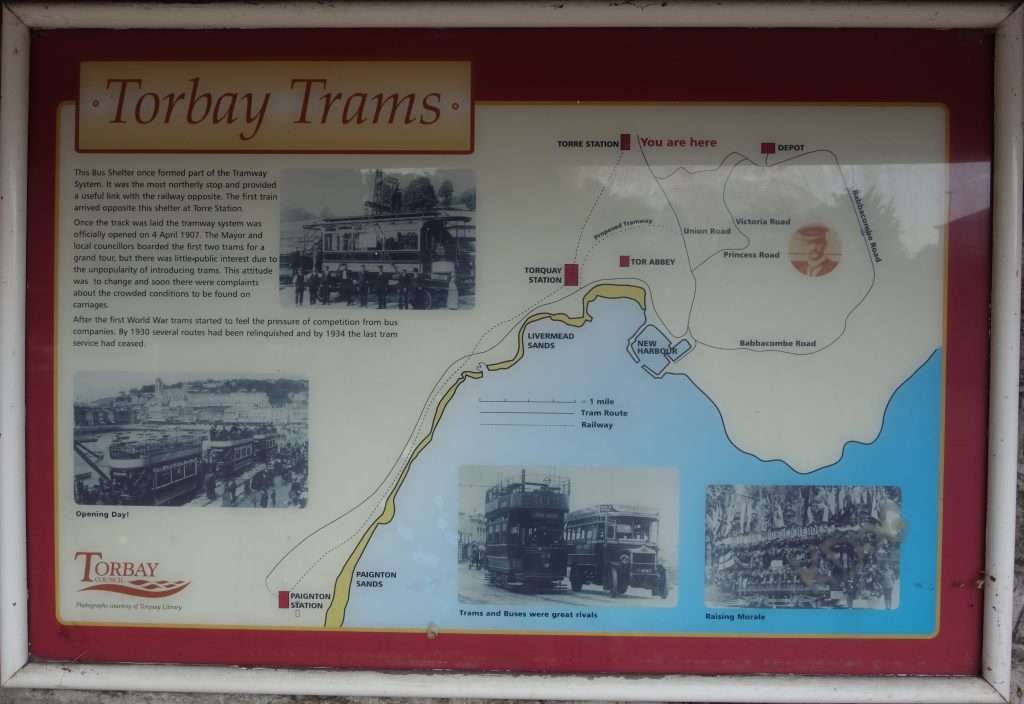 Torbay Trams
This Bus Shelter once formed part of the Tramway
System. It was the most northerly stop and provided
a useful link with the railway opposite. The first train
arrived opposite this shelter at Torre Station.
Once the track was laid the tramway system was
officially opened on 4 April 1907. The Mayor and
local councillors boarded the first two trams for a
grand tour, but there was little public interest due to
the unpopularity of introducing trams. This attitude
was to change and soon there were complaints
about the crowded conditions to be found on
carriages.
After the first World War trams started to feel the pressure of competition from bus
companies. By 1930 several routes had been relinquished and by 1934 the last tram
service had ceased.
Opening Day!
TORBAY
COUNCIL
Photographs courtesy of Torquay Library
TORRE STATION
You are here
DEPOT
Babbacombe Road
Victoria Road
Union Road
Proposed Tramway
Princess Road
TOR ABBEY
TORQUAY
STATION
LIVERMEAD
SANDS
NEW
HARBOUR
Babbacombe Road
= 1 mile
Tram Route
Railway
PAIGNTON
SANDS
PAIGNTON
STATION
Trams and Buses were great rivals
Raising Morale